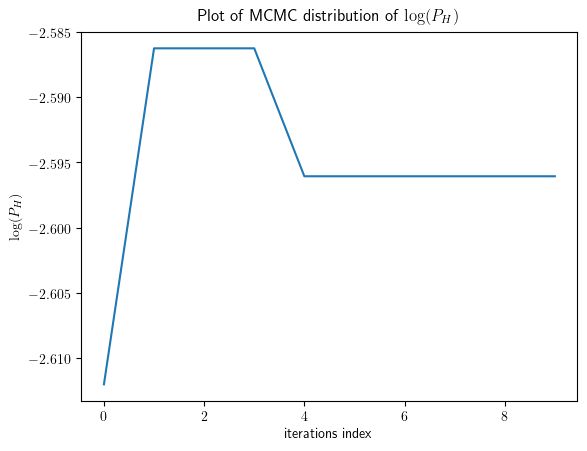 Plot of MCMC distribution of log(P_H)
−2.585
−2.590
−2.595
−2.600
−2.605
−2.610
log(P_H)
0 2 4 6 8
iterations index